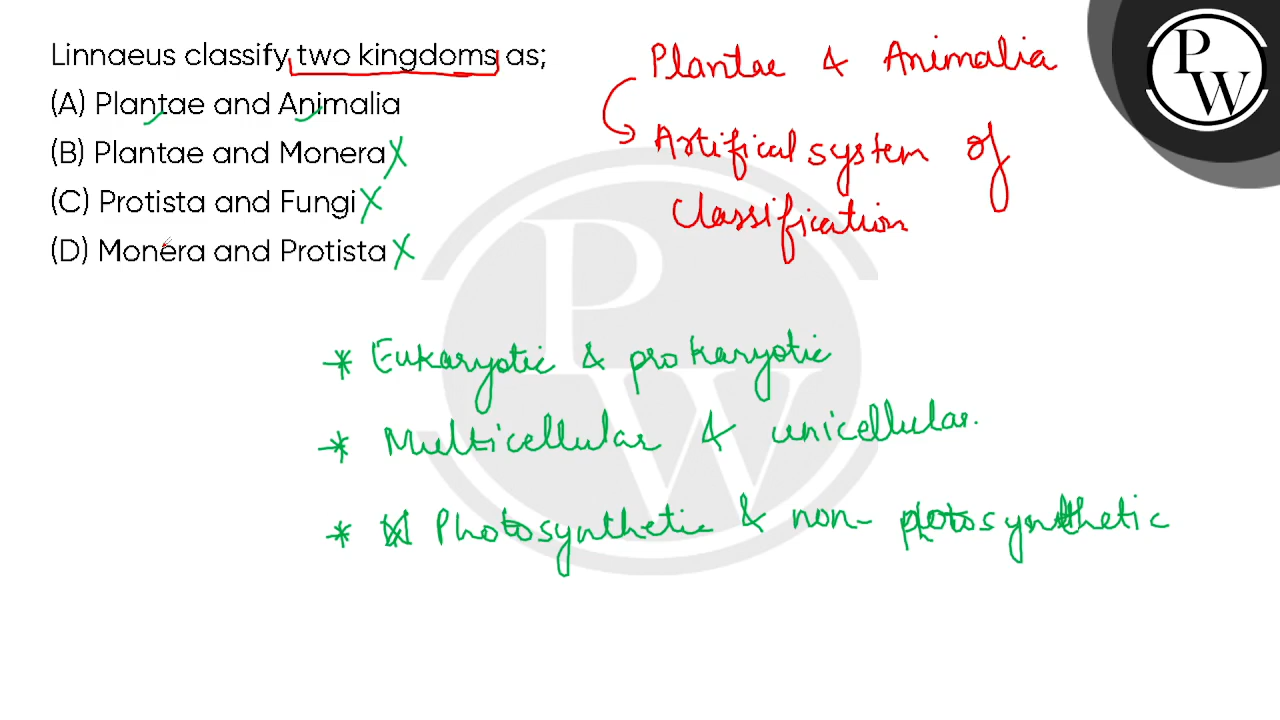 Linnaeus classify two kingdoms as;
(A) Plantae and Animalia
(B) Plantae and Monera X
(C) Protista and Fungi X
(D) Monera and Protista X
Plantae & Animalia
Artifical system of
Classification
* Eukaryotic & prokaryotic
* Multicellular & unicellular.
* Photosynthetic & non-photosynthetic
P
W
P
W